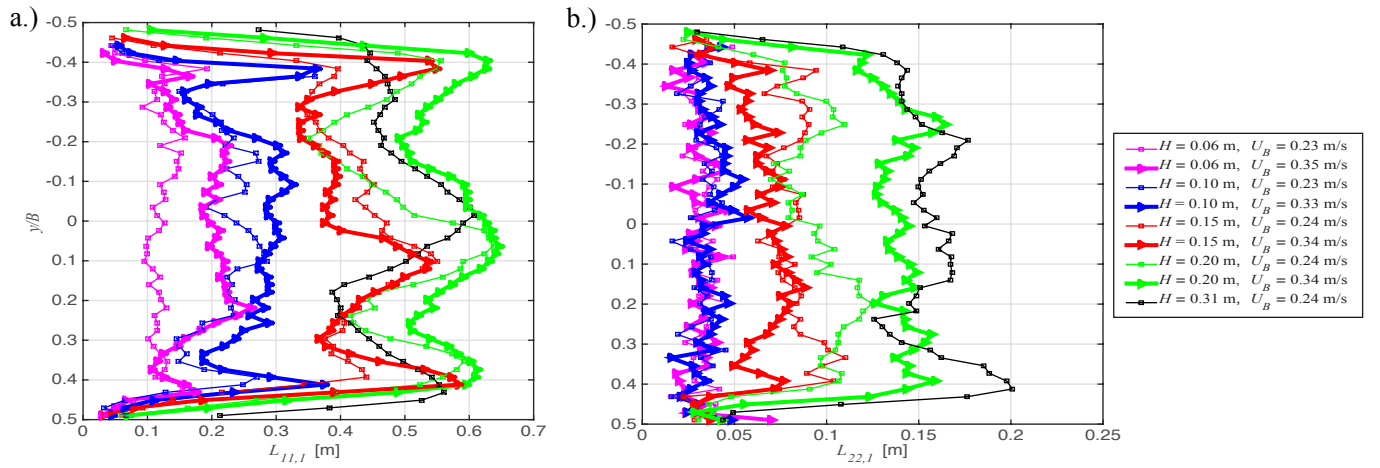 a.)
-0.5
-0.4
-0.3
-0.2
-0.1
0
0.1
0.2
0.3
0.4
0.5
y/B
0 0.1 0.2 0.3 0.4 0.5 0.6 0.7
L11,1 [m]
b.)
-0.5
-0.4
-0.3
-0.2
-0.1
0
0.1
0.2
0.3
0.4
0.5
0 0.05 0.1 0.15 0.2 0.25
L22,1 [m]
H = 0.06 m, UB = 0.23 m/s
H = 0.06 m, UB = 0.35 m/s
H = 0.10 m, UB = 0.23 m/s
H = 0.10 m, UB = 0.33 m/s
H = 0.15 m, UB = 0.24 m/s
H = 0.15 m, UB = 0.34 m/s
H = 0.20 m, UB = 0.24 m/s
H = 0.20 m, UB = 0.34 m/s
H = 0.31 m, UB = 0.24 m/s